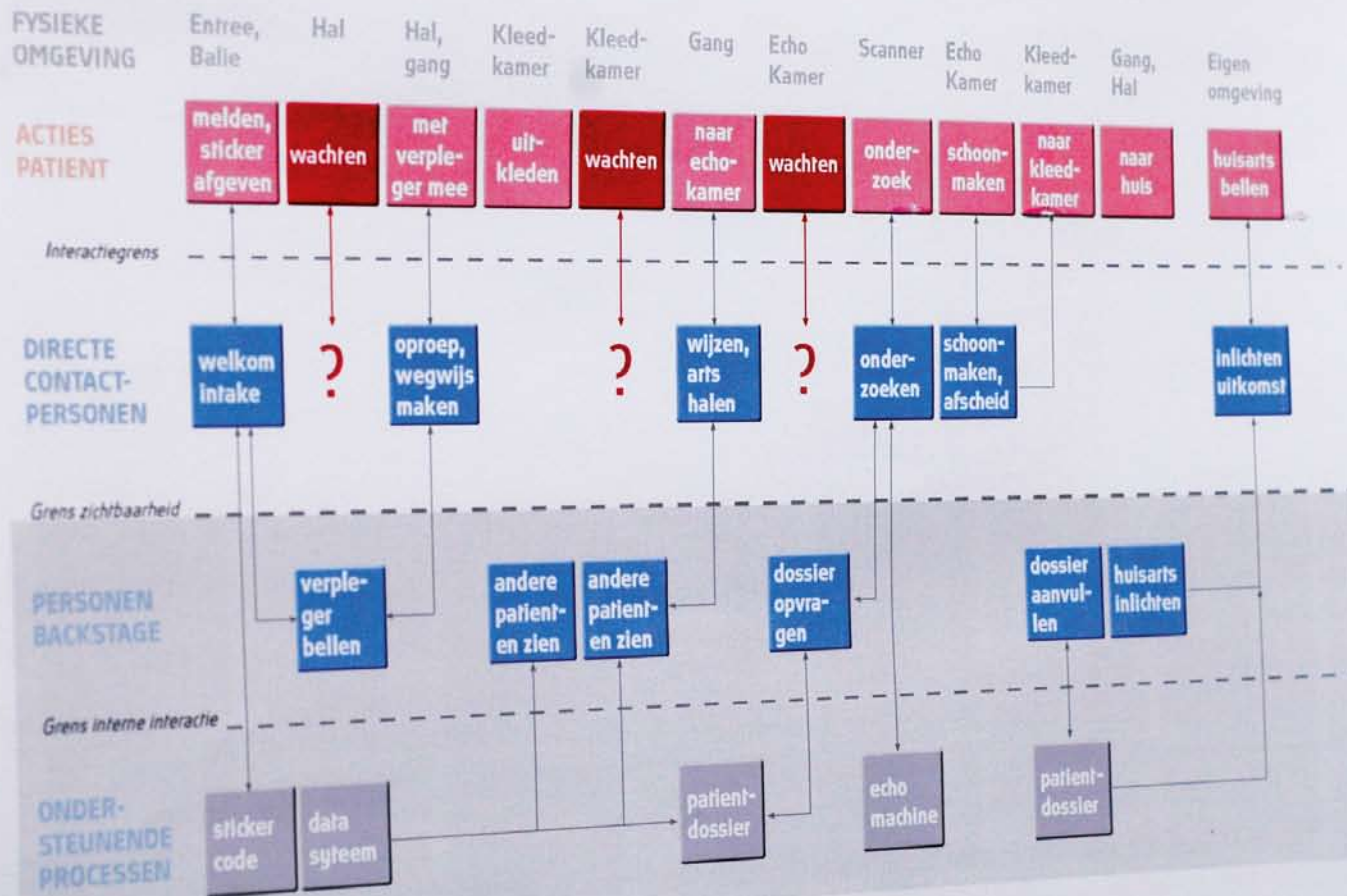 FYSIEKE
OMGEVING
Entree,
Balie
Hal
Hal,
gang
Kleed-
kamer
Kleed-
kamer
Gang
Echo
Kamer
Scanner
Echo
Kamer
Kleed-
kamer
Gang,
Hal
Eigen
omgeving
ACTIES
PATIENT
melden,
sticker
afgeven
wachten
met
verple-
ger mee
uit-
kleden
wachten
naar
echo-
kamer
wachten
onder-
zoek
schoon-
maken
naar
kleed-
kamer
naar
huis
huisarts
bellen
Interactiegrens
DIRECTE
CONTACT-
PERSONEN
welkom
intake
?
oproep,
wegwijs
maken
?
wijzen,
arts
halen
?
onder-
zoeken
schoon-
maken,
afscheid
inlichten
uitkomst
Grens zichtbaarheid
PERSONEN
BACKSTAGE
verple-
ger
bellen
andere
patient-
en zien
andere
patient-
en zien
dossier
opvra-
gen
dossier
aanvul-
len
huisarts
inlichten
Grens interne interactie
ONDER-
STEUNENDE
PROCESSEN
sticker
code
data
syteem
patient-
dossier
echo
machine
patient-
dossier